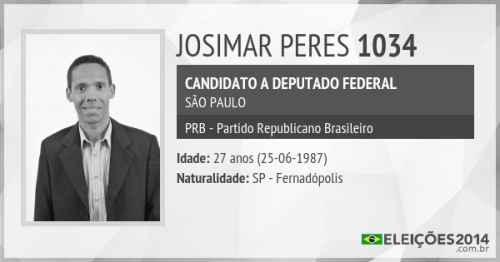 JOSIMAR PERES 1034
CANDIDATO A DEPUTADO FEDERAL
SÃO PAULO
PRB - Partido Republicano Brasileiro
Idade: 27 anos (25-06-1987)
Naturalidade: SP - Fernadópolis
ELEIÇÕES2014
.com.br